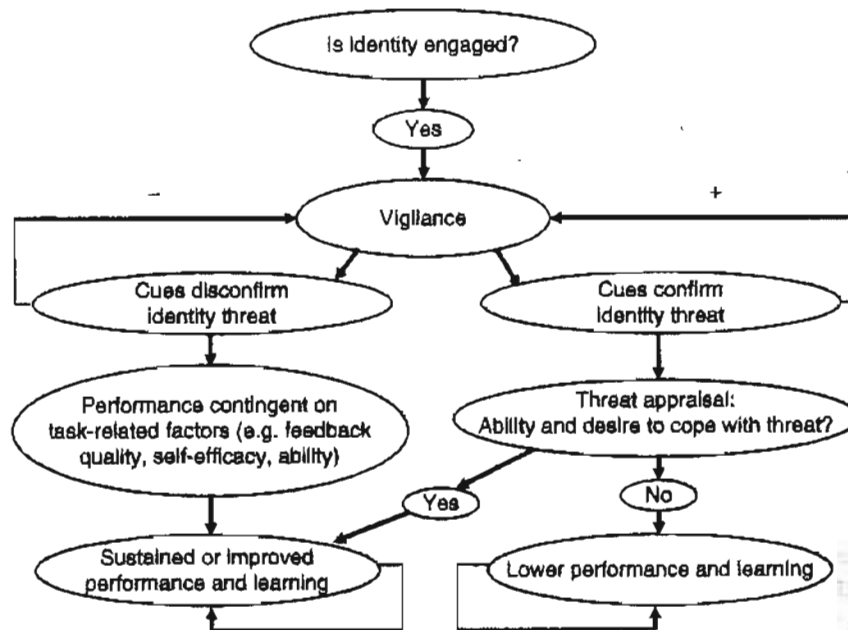 Is Identity engaged?
Yes
Vigilance
−
+
Cues disconfirm
identity threat
Cues confirm
identity threat
Performance contingent on
task-related factors (e.g. feedback
quality, self-efficacy, ability)
Threat appraisal:
Ability and desire to cope with threat?
Yes
No
Sustained or improved
performance and learning
Lower performance and learning